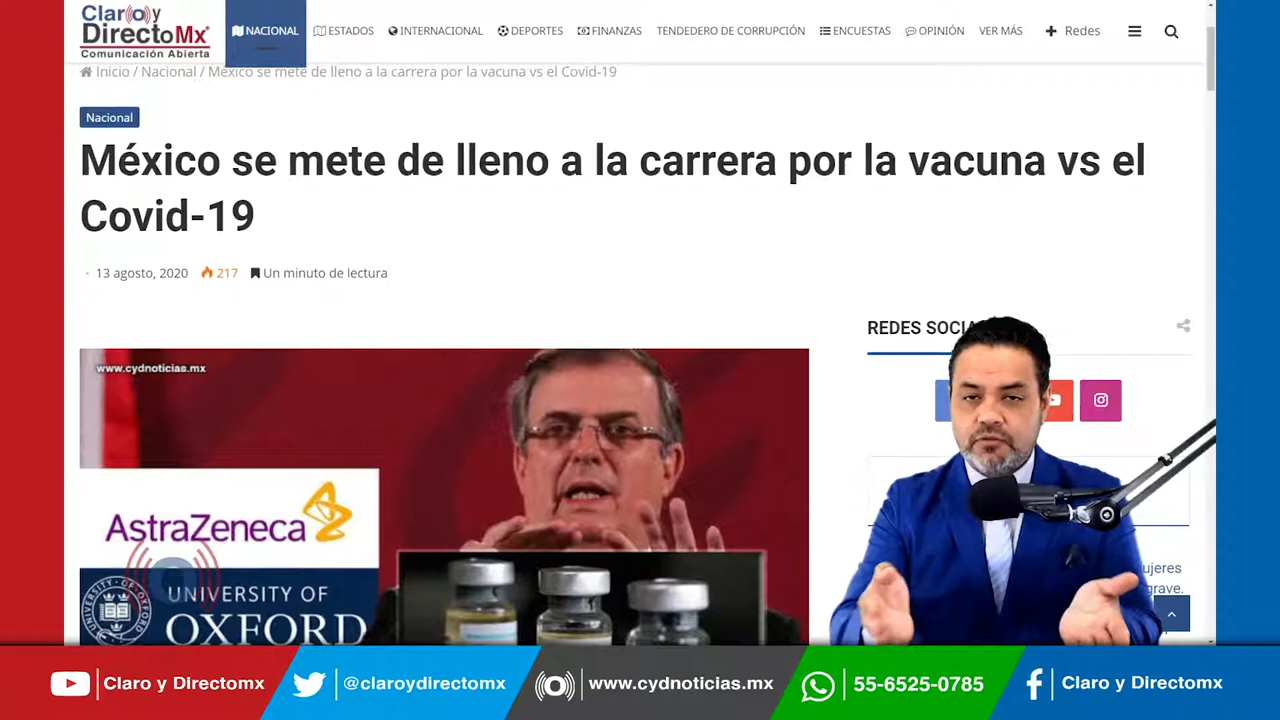 Claro y
DirectoMx
Comunicación Abierta
NACIONAL
ESTADOS
INTERNACIONAL
DEPORTES
FINANZAS
TENDEDERO DE CORRUPCIÓN
ENCUESTAS
OPINIÓN
VER MÁS
Redes
Inicio / Nacional / México se mete de lleno a la carrera por la vacuna vs el Covid-19
Nacional
México se mete de lleno a la carrera por la vacuna vs el
Covid-19
- 13 agosto, 2020 217 Un minuto de lectura
REDES SOCIA
www.cydnoticias.mx
AstraZeneca
UNIVERSITY OF
OXFORD
ujeres
grave.
Claro y Directomx
@claroydirectomx
www.cydnoticias.mx
55-6525-0785
Claro y Directomx